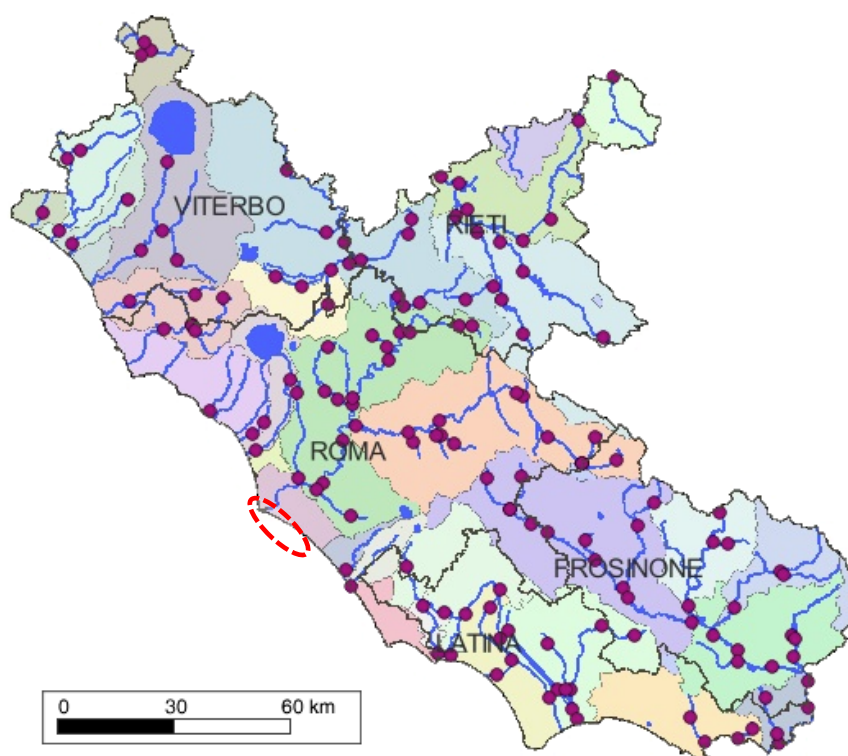 VITERBO
RIETI
ROMA
FROSINONE
LATINA
0 30 60 km